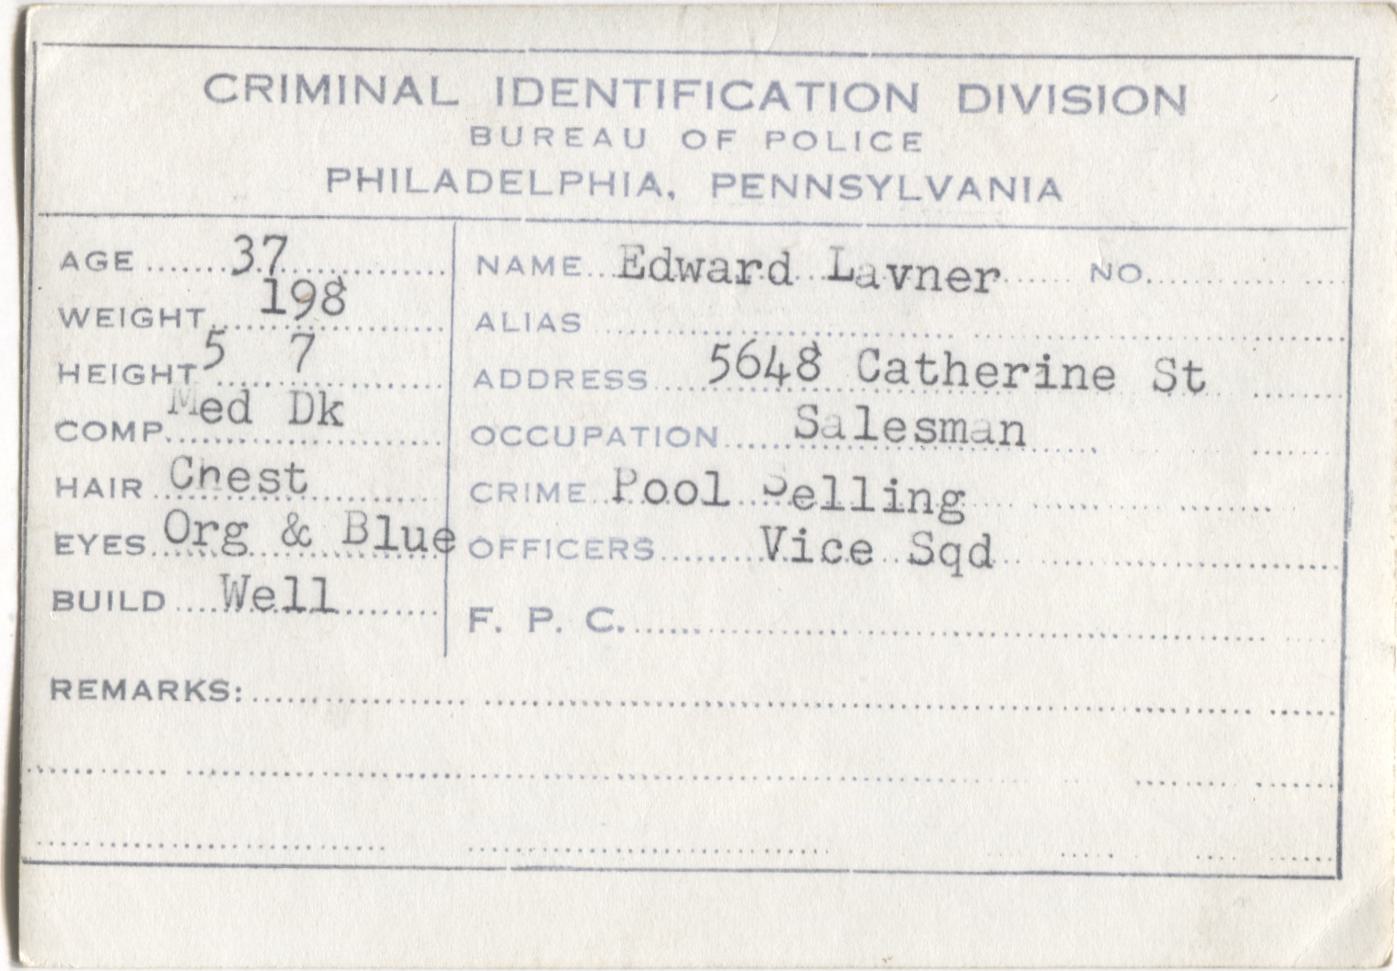 CRIMINAL IDENTIFICATION DIVISION
BUREAU OF POLICE
PHILADELPHIA, PENNSYLVANIA
AGE 37
WEIGHT 198
HEIGHT 5 7
COMP. Med Dk
HAIR Chest
EYES Org & Blue
BUILD Well
NAME Edward Lavner NO.
ALIAS
ADDRESS 5648 Catherine St
OCCUPATION Salesman
CRIME Pool Selling
OFFICERS Vice Sqd
F. P. C.
REMARKS: